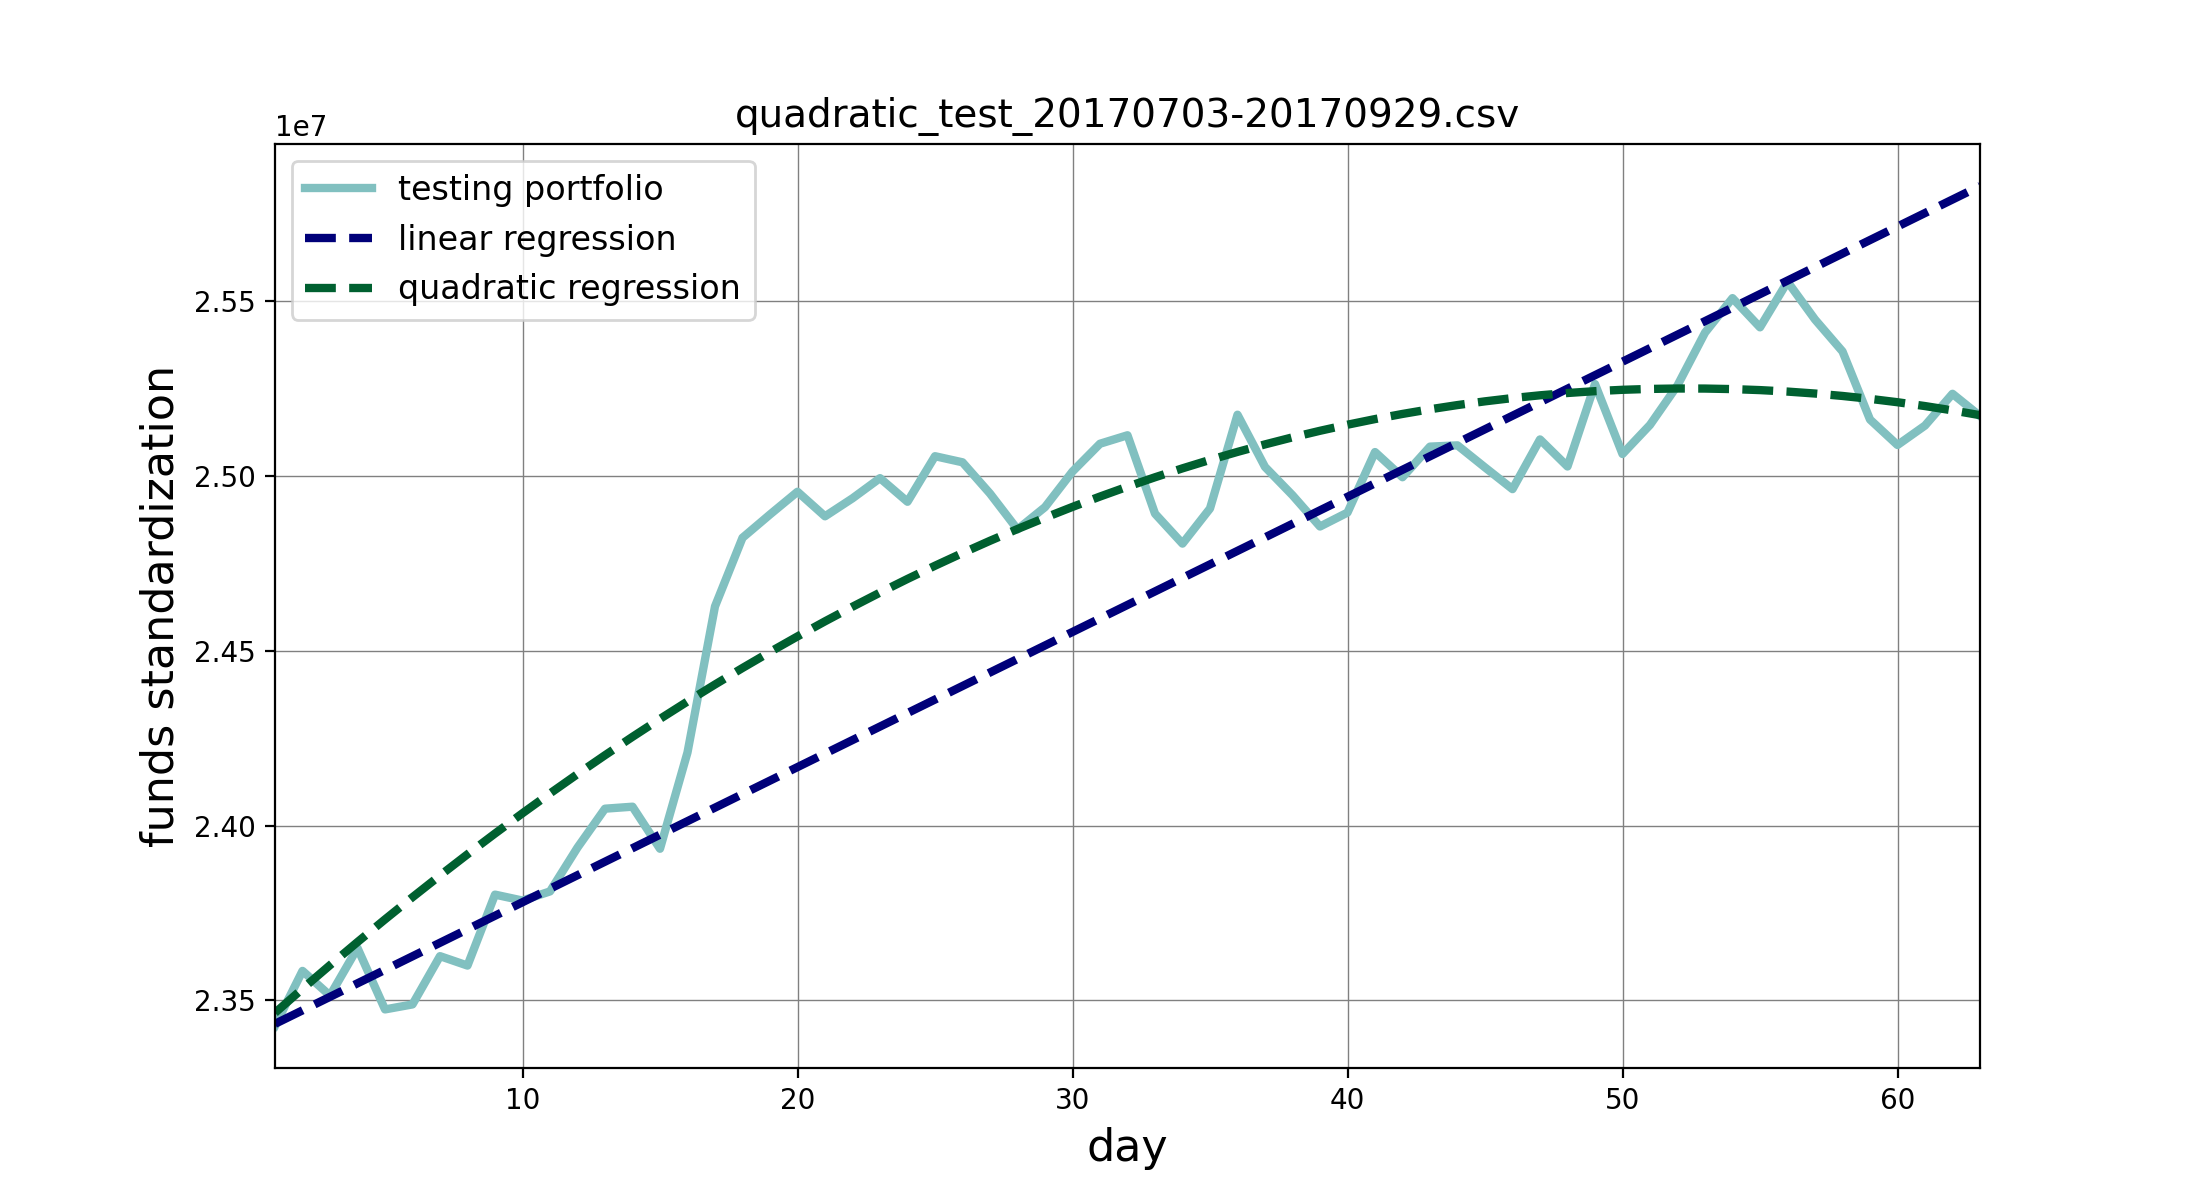 quadratic_test_20170703-20170929.csv
1e7
testing portfolio
linear regression
quadratic regression
2.55
2.50
2.45
2.40
2.35
funds standardization
10 20 30 40 50 60
day